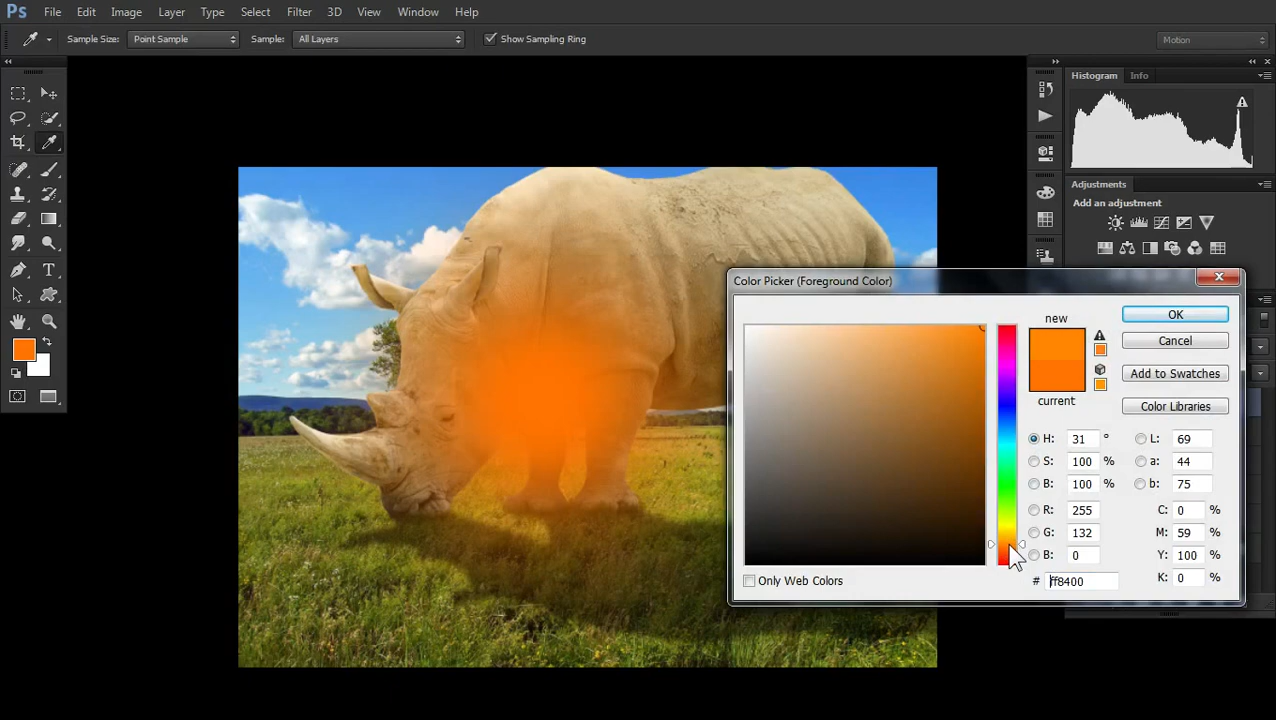 Ps File Edit Image Layer Type Select Filter 3D View Window Help
Sample Size: Point Sample Sample: All Layers Show Sampling Ring Motion
Histogram Info
Adjustments
Add an adjustment
Color Picker (Foreground Color)
new
current
OK
Cancel
Add to Swatches
Color Libraries
H: 31 ° L: 69
S: 100 % a: 44
B: 100 % b: 75
R: 255 C: 0 %
G: 132 M: 59 %
B: 0 Y: 100 %
# ff8400 K: 0 %
Only Web Colors